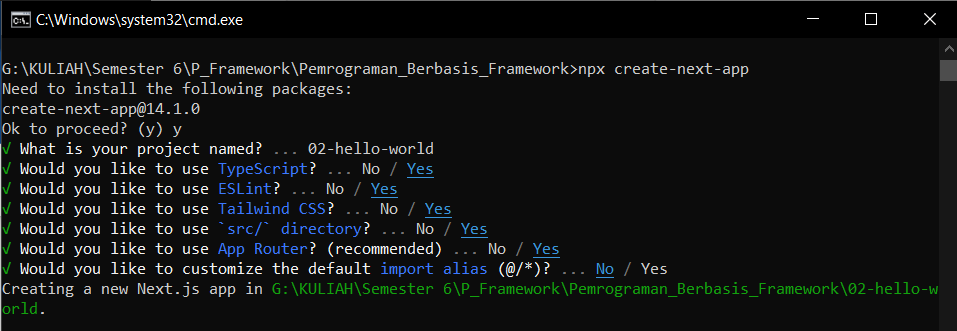 C:\Windows\system32\cmd.exe
G:\KULIAH\Semester 6\P_Framework\Pemrograman_Berbasis_Framework>npx create-next-app
Need to install the following packages:
create-next-app@14.1.0
Ok to proceed? (y) y
√ What is your project named? ... 02-hello-world
√ Would you like to use TypeScript? ... No / Yes
√ Would you like to use ESLint? ... No / Yes
√ Would you like to use Tailwind CSS? ... No / Yes
√ Would you like to use `src/` directory? ... No / Yes
√ Would you like to use App Router? (recommended) ... No / Yes
√ Would you like to customize the default import alias (@/*)? ... No / Yes
Creating a new Next.js app in G:\KULIAH\Semester 6\P_Framework\Pemrograman_Berbasis_Framework\02-hello-w
orld.